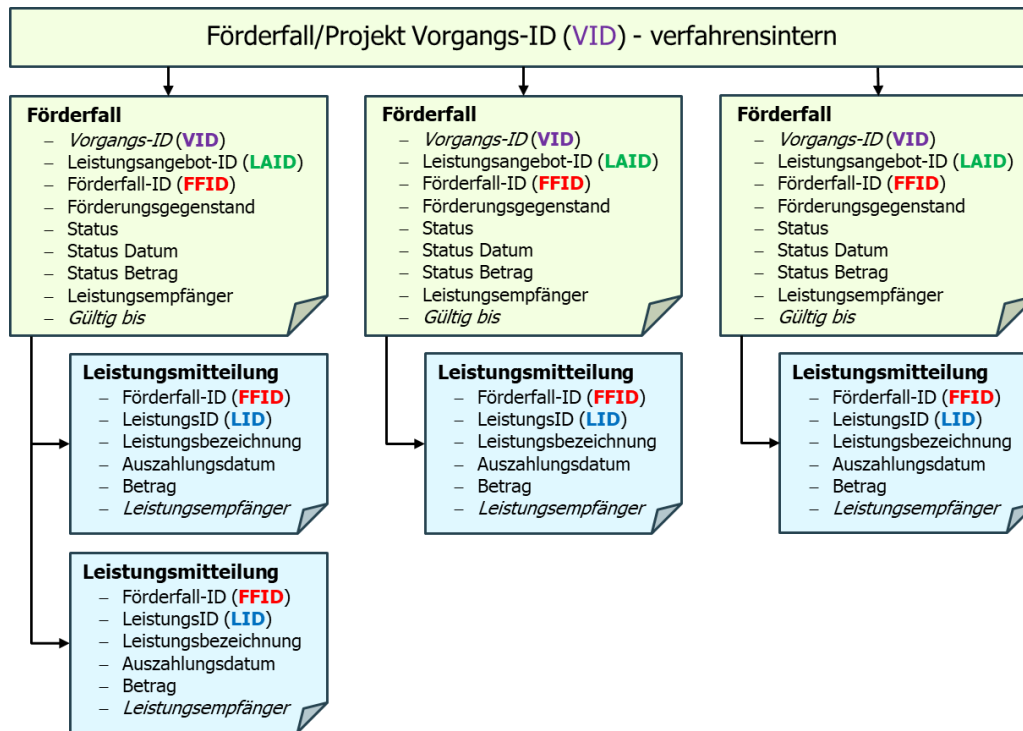 Förderfall/Projekt Vorgangs-ID (VID) - verfahrensintern
Förderfall
– Vorgangs-ID (VID)
– Leistungsangebot-ID (LAID)
– Förderfall-ID (FFID)
– Förderungsgegenstand
– Status
– Status Datum
– Status Betrag
– Leistungsempfänger
– Gültig bis
Leistungsmitteilung
– Förderfall-ID (FFID)
– LeistungsID (LID)
– Leistungsbezeichnung
– Auszahlungsdatum
– Betrag
– Leistungsempfänger
Leistungsmitteilung
– Förderfall-ID (FFID)
– LeistungsID (LID)
– Leistungsbezeichnung
– Auszahlungsdatum
– Betrag
– Leistungsempfänger
Förderfall
– Vorgangs-ID (VID)
– Leistungsangebot-ID (LAID)
– Förderfall-ID (FFID)
– Förderungsgegenstand
– Status
– Status Datum
– Status Betrag
– Leistungsempfänger
– Gültig bis
Leistungsmitteilung
– Förderfall-ID (FFID)
– LeistungsID (LID)
– Leistungsbezeichnung
– Auszahlungsdatum
– Betrag
– Leistungsempfänger
Förderfall
– Vorgangs-ID (VID)
– Leistungsangebot-ID (LAID)
– Förderfall-ID (FFID)
– Förderungsgegenstand
– Status
– Status Datum
– Status Betrag
– Leistungsempfänger
– Gültig bis
Leistungsmitteilung
– Förderfall-ID (FFID)
– LeistungsID (LID)
– Leistungsbezeichnung
– Auszahlungsdatum
– Betrag
– Leistungsempfänger